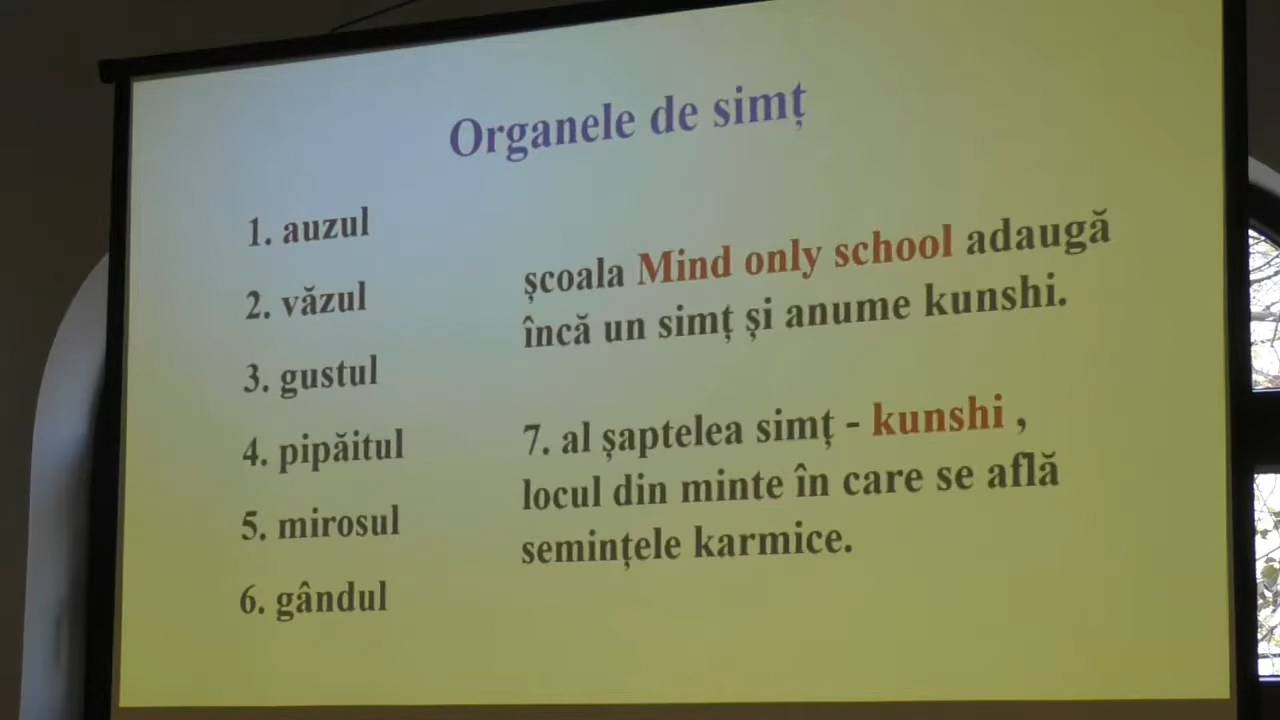 Organele de simț
1. auzul
2. văzul
3. gustul
4. pipăitul
5. mirosul
6. gândul
școala Mind only school adaugă
încă un simț și anume kunshi.
7. al șaptelea simț - kunshi ,
locul din minte în care se află
semințele karmice.